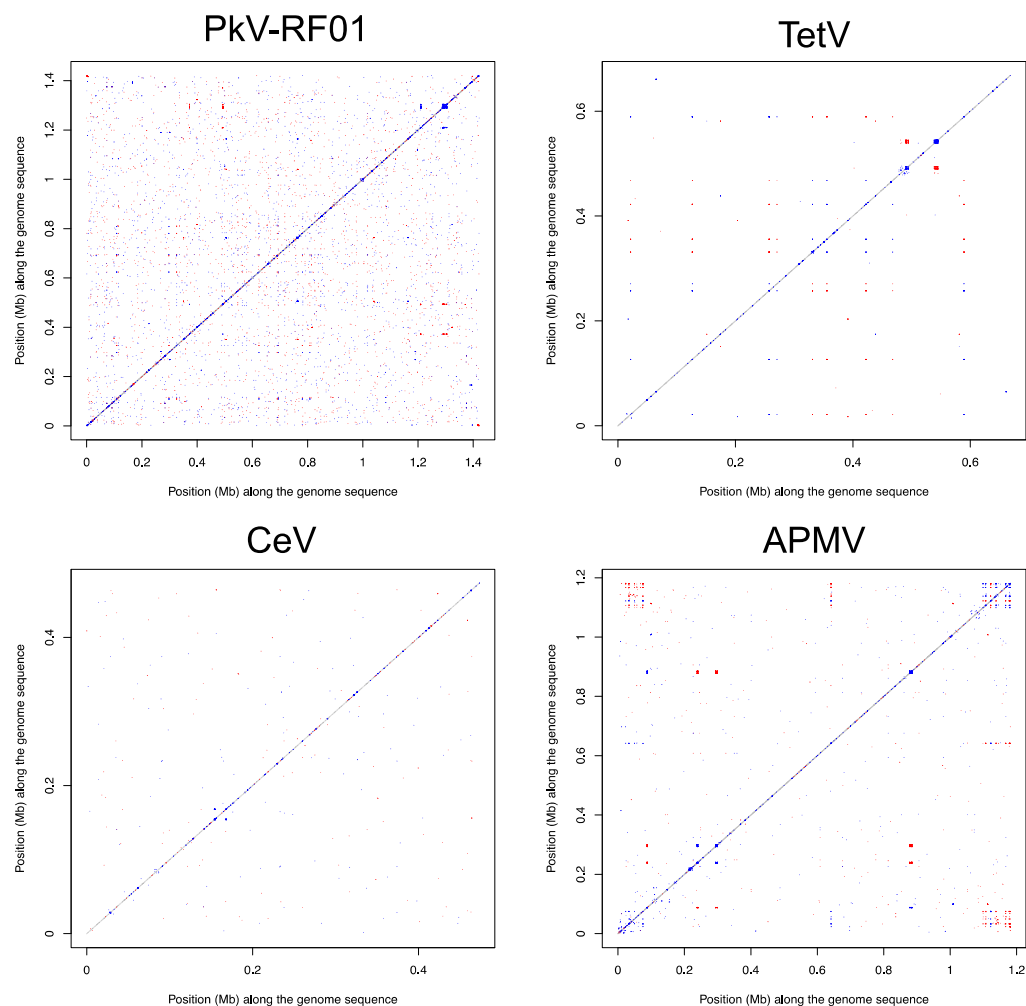 PkV-RF01
TetV
Position (Mb) along the genome sequence
0 0.2 0.4 0.6 0.8 1 1.2 1.4
0 0.2 0.4 0.6 0.8 1 1.2 1.4
Position (Mb) along the genome sequence
Position (Mb) along the genome sequence
0 0.2 0.4 0.6
0 0.2 0.4 0.6
Position (Mb) along the genome sequence
CeV
APMV
Position (Mb) along the genome sequence
0 0.2 0.4
0 0.2 0.4
Position (Mb) along the genome sequence
Position (Mb) along the genome sequence
0 0.2 0.4 0.6 0.8 1 1.2
0 0.2 0.4 0.6 0.8 1 1.2
Position (Mb) along the genome sequence